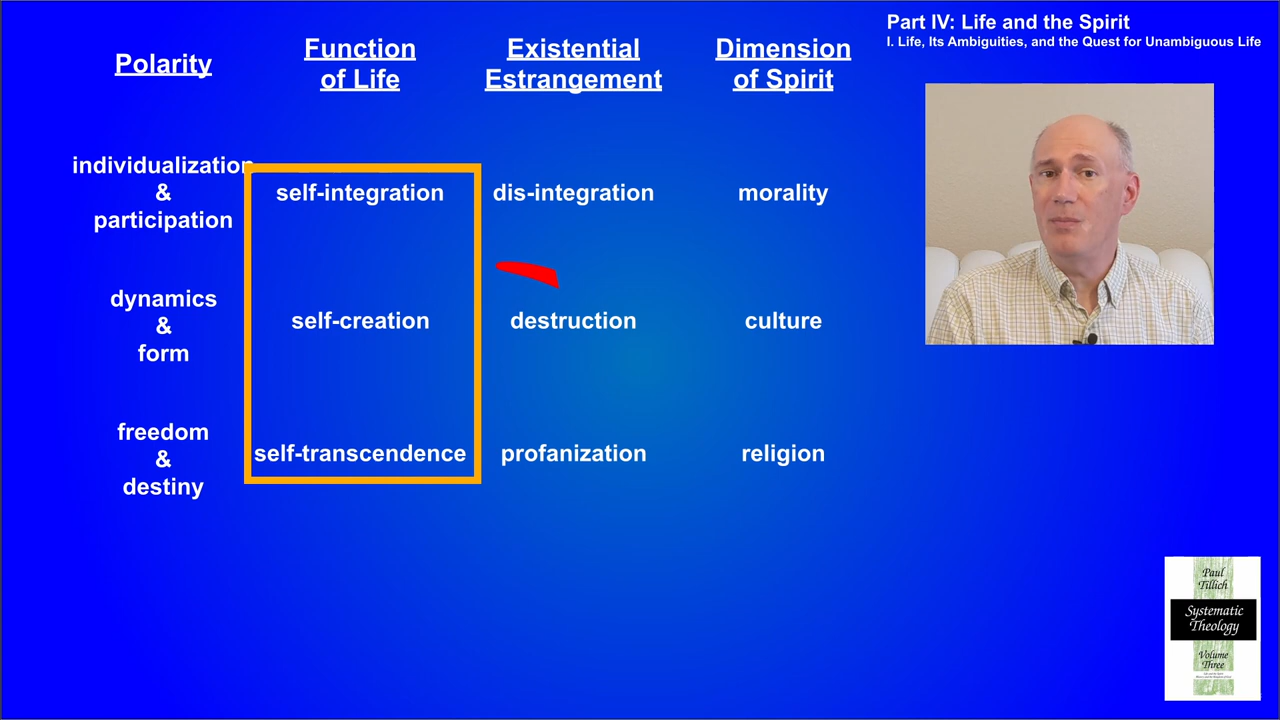 Part IV: Life and the Spirit
I. Life, Its Ambiguities, and the Quest for Unambiguous Life
Polarity
Function
of Life
Existential
Estrangement
Dimension
of Spirit
individualization
&
participation
self-integration
dis-integration
morality
dynamics
&
form
self-creation
destruction
culture
freedom
&
destiny
self-transcendence
profanization
religion
Paul
Tillich
Systematic
Theology
Volume
Three